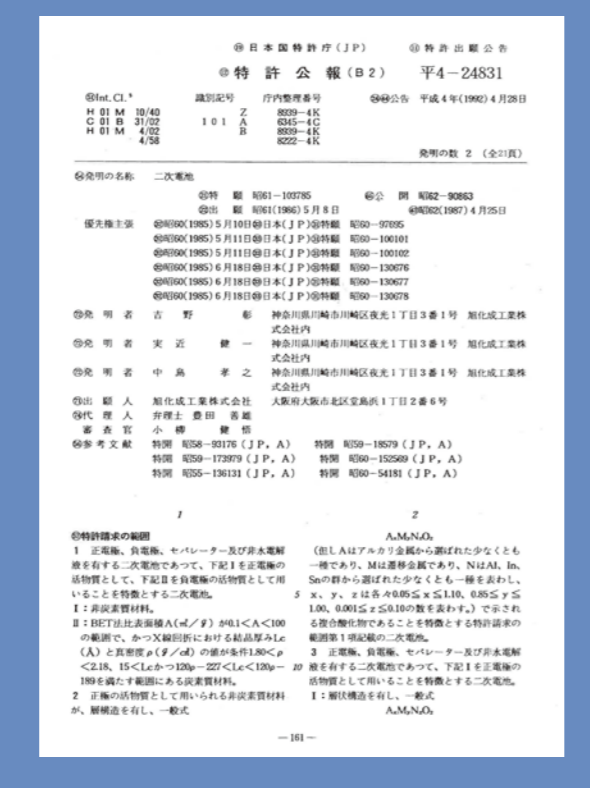 ⑲日本国特許庁(JP) ⑪特許出願公告
⑫特許公報(B2) 平4-24831
㊿Int.Cl.⁵ 識別記号 庁内整理番号 ㉔㊹公告 平成4年(1992)4月28日
H 01 M 10/40 Z 8939-4K
C 01 B 31/02 101 A 6345-4G
H 01 M 4/02 B 8939-4K
4/58 8222-4K
発明の数 2 (全21頁)
発明の名称 二次電池
㉑特願 昭61-103785 ㊺公開 昭62-90863
㉒出願 昭61(1986)5月8日 ㊸昭62(1987)4月25日
優先権主張 ㉜昭60(1985)5月10日㉝日本(JP)㉛特願 昭60-97695
㉜昭60(1985)5月11日㉝日本(JP)㉛特願 昭60-100101
㉜昭60(1985)5月11日㉝日本(JP)㉛特願 昭60-100102
㉜昭60(1985)6月18日㉝日本(JP)㉛特願 昭60-130676
㉜昭60(1985)6月18日㉝日本(JP)㉛特願 昭60-130677
㉜昭60(1985)6月18日㉝日本(JP)㉛特願 昭60-130678
㉒発明者 吉野 彰 神奈川県川崎市川崎区夜光1丁目3番1号 旭化成工業株
式会社内
㉒発明者 実近 健一 神奈川県川崎市川崎区夜光1丁目3番1号 旭化成工業株
式会社内
㉒発明者 中島 孝之 神奈川県川崎市川崎区夜光1丁目3番1号 旭化成工業株
式会社内
㉑出願人 旭化成工業株式会社 大阪府大阪市北区堂島浜1丁目2番6号
㉔代理人 弁理士 豊田 善雄
審査官 小柳 健悟
参考文献 特開 昭58-93176(JP,A) 特開 昭59-18579(JP,A)
特開 昭59-173979(JP,A) 特開 昭60-152569(JP,A)
特開 昭55-136131(JP,A) 特開 昭60-54181(JP,A)
1
特許請求の範囲
1 正電極、負電極、セパレーター及び非水電解
液を有する二次電池であつて、下記Ⅰを正電極の
活物質として、下記Ⅱを負電極の活物質として用
いることを特徴とする二次電池。
Ⅰ:非炭素質材料。
Ⅱ:BET法比表面積A(㎡/g)が0.1<A<100
の範囲で、かつX線回折における結晶厚みLc
(Å)と真密度ρ(g/cm³)の値が条件1.80<ρ
<2.18、15<Lcかつ120ρ-227<Lc<120ρ-
189を満たす範囲にある炭素質材料。
2 正極の活物質として用いられる非炭素質材料
が、層構造を有し、一般式
2
AₓMᵧN_zO₂
(但しAはアルカリ金属から選ばれた少なくとも
一種であり、Mは遷移金属であり、NはAl、In、
Snの群から選ばれた少なくとも一種を表わし、
5 x、y、zは各々0.05≦x≦1.10、0.85≦y≦
1.00、0.001≦z≦0.10の数を表わす。)で示され
る複合酸化物であることを特徴とする特許請求の
範囲第1項記載の二次電池。
3 正電極、負電極、セパレーター及び非水電解
10 液を有する二次電池であつて、下記Ⅰを正電極の
活物質として用いることを特徴とする二次電池。
Ⅰ:層状構造を有し、一般式
AₓMᵧN_zO₂
-161-